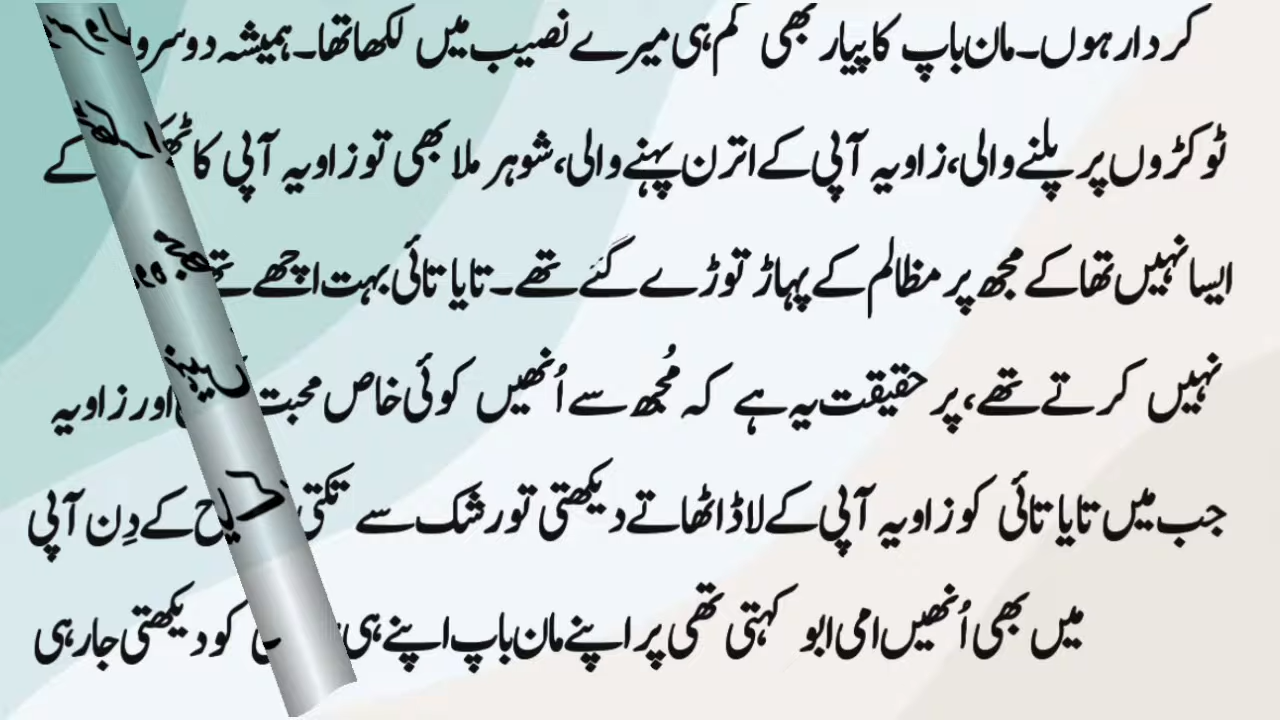 کردار ہوں۔ مان باپ کا پیار بھی کم ہی میرے نصیب میں لکھا تھا۔ ہمیشہ
ٹوکڑوں پر پلنے والی، زاویہ آپی کے اترن پہنے والی، شوہر ملا بھی تو زاویہ آپی کا کے
ایسا نہیں تھا کے مجھ پر مظالم کے پہاڑ توڑے گئے تھے۔ تایا تائی بہت اچھے
نہیں کرتے تھے، پر حقیقت یہ ہے کہ مُجھ سے اُنھیں کوئی خاص محبت اور زاویہ
جب میں تایا تائی کو زاویہ آپی کے لاڈ اٹھاتے دیکھتی تو رشک سے تکتی کے دِن آپی
میں بھی اُنھیں امی ابو کہتی تھی پر اپنے مان باپ اپنے ہی کو دیکھتی جا رہی